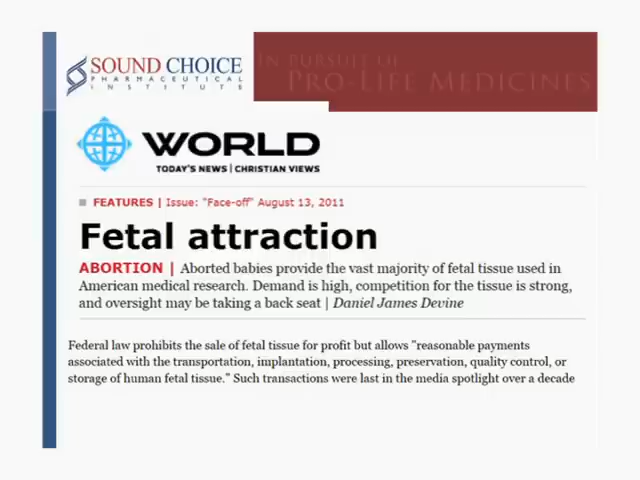 SOUND CHOICE
PHARMACEUTICAL
INSTITUTE
IN PURSUIT OF
PRO-LIFE MEDICINES
WORLD
TODAY'S NEWS | CHRISTIAN VIEWS
FEATURES | Issue: "Face-off" August 13, 2011
Fetal attraction
ABORTION | Aborted babies provide the vast majority of fetal tissue used in
American medical research. Demand is high, competition for the tissue is strong,
and oversight may be taking a back seat | Daniel James Devine
Federal law prohibits the sale of fetal tissue for profit but allows "reasonable payments
associated with the transportation, implantation, processing, preservation, quality control, or
storage of human fetal tissue." Such transactions were last in the media spotlight over a decade